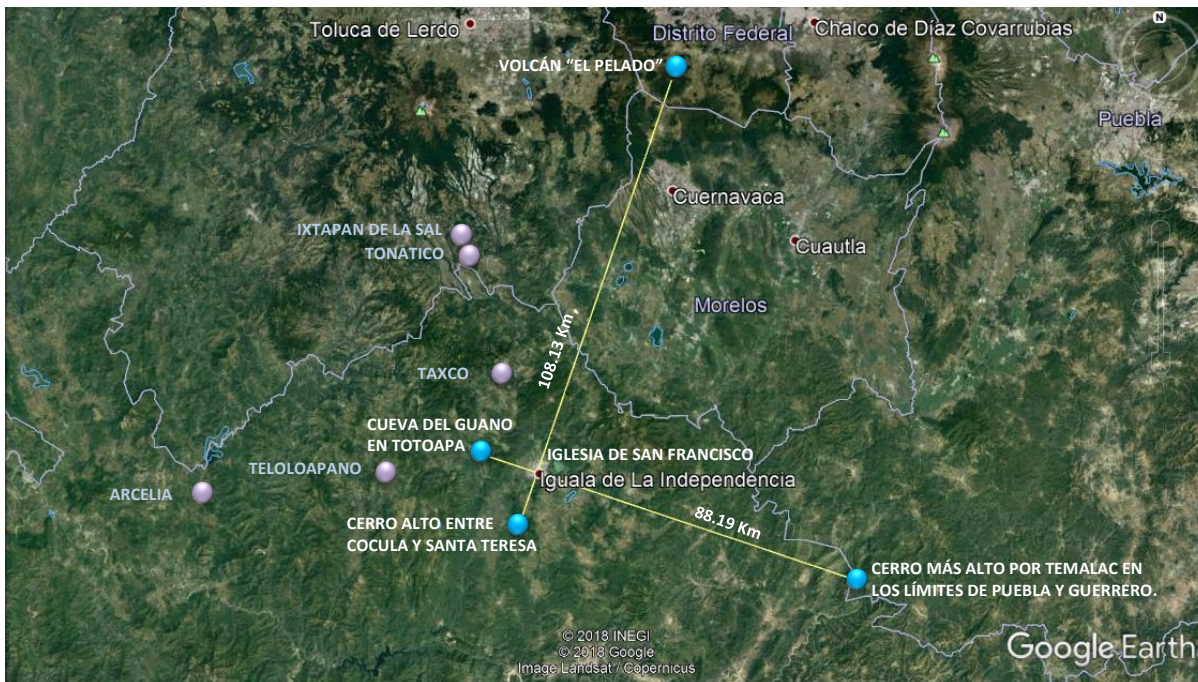 Toluca de Lerdo
Distrito Federal
Chalco de Díaz Covarrubias
N
VOLCÁN “EL PELADO”
Puebla
Cuernavaca
IXTAPAN DE LA SAL
TONATICO
Cuautla
Morelos
108.13 Km
TAXCO
CUEVA DEL GUANO
EN TOTOAPA
IGLESIA DE SAN FRANCISCO
TELOLOAPANO
Iguala de La Independencia
ARCELIA
88.19 Km
CERRO ALTO ENTRE
COCULA Y SANTA TERESA
CERRO MÁS ALTO POR TEMALAC EN
LOS LÍMITES DE PUEBLA Y GUERRERO.
© 2018 INEGI
© 2018 Google
Image Landsat / Copernicus
Google Earth